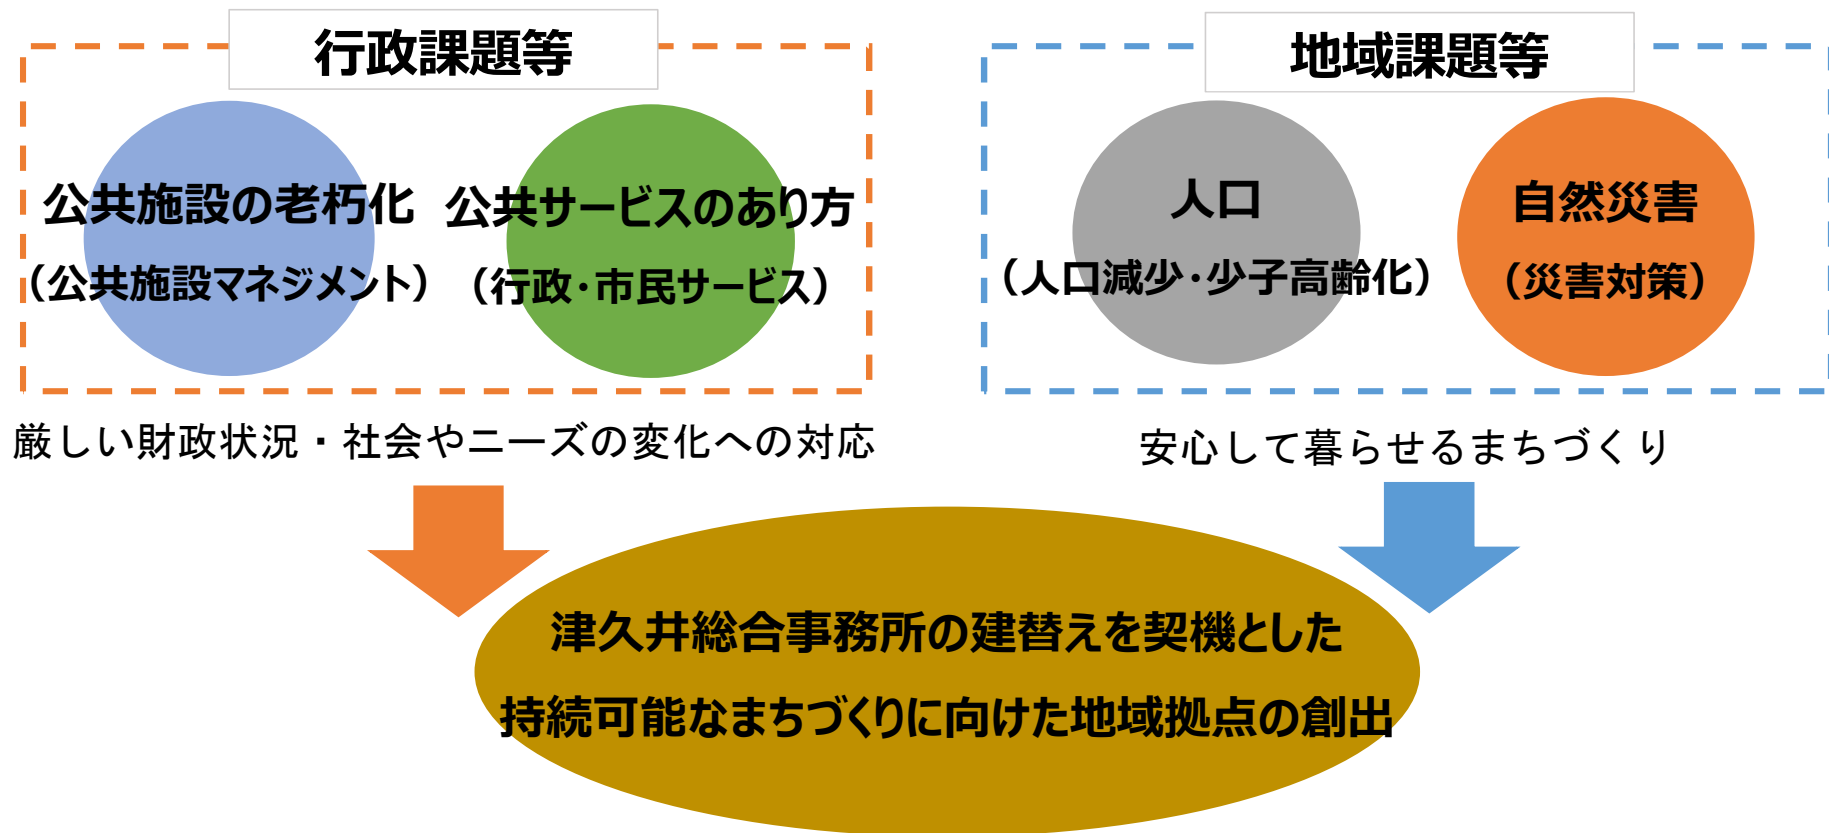 行政課題等
公共施設の老朽化
（公共施設マネジメント）
公共サービスのあり方
（行政・市民サービス）
厳しい財政状況・社会やニーズの変化への対応
地域課題等
人口
（人口減少・少子高齢化）
自然災害
（災害対策）
安心して暮らせるまちづくり
津久井総合事務所の建替えを契機とした
持続可能なまちづくりに向けた地域拠点の創出